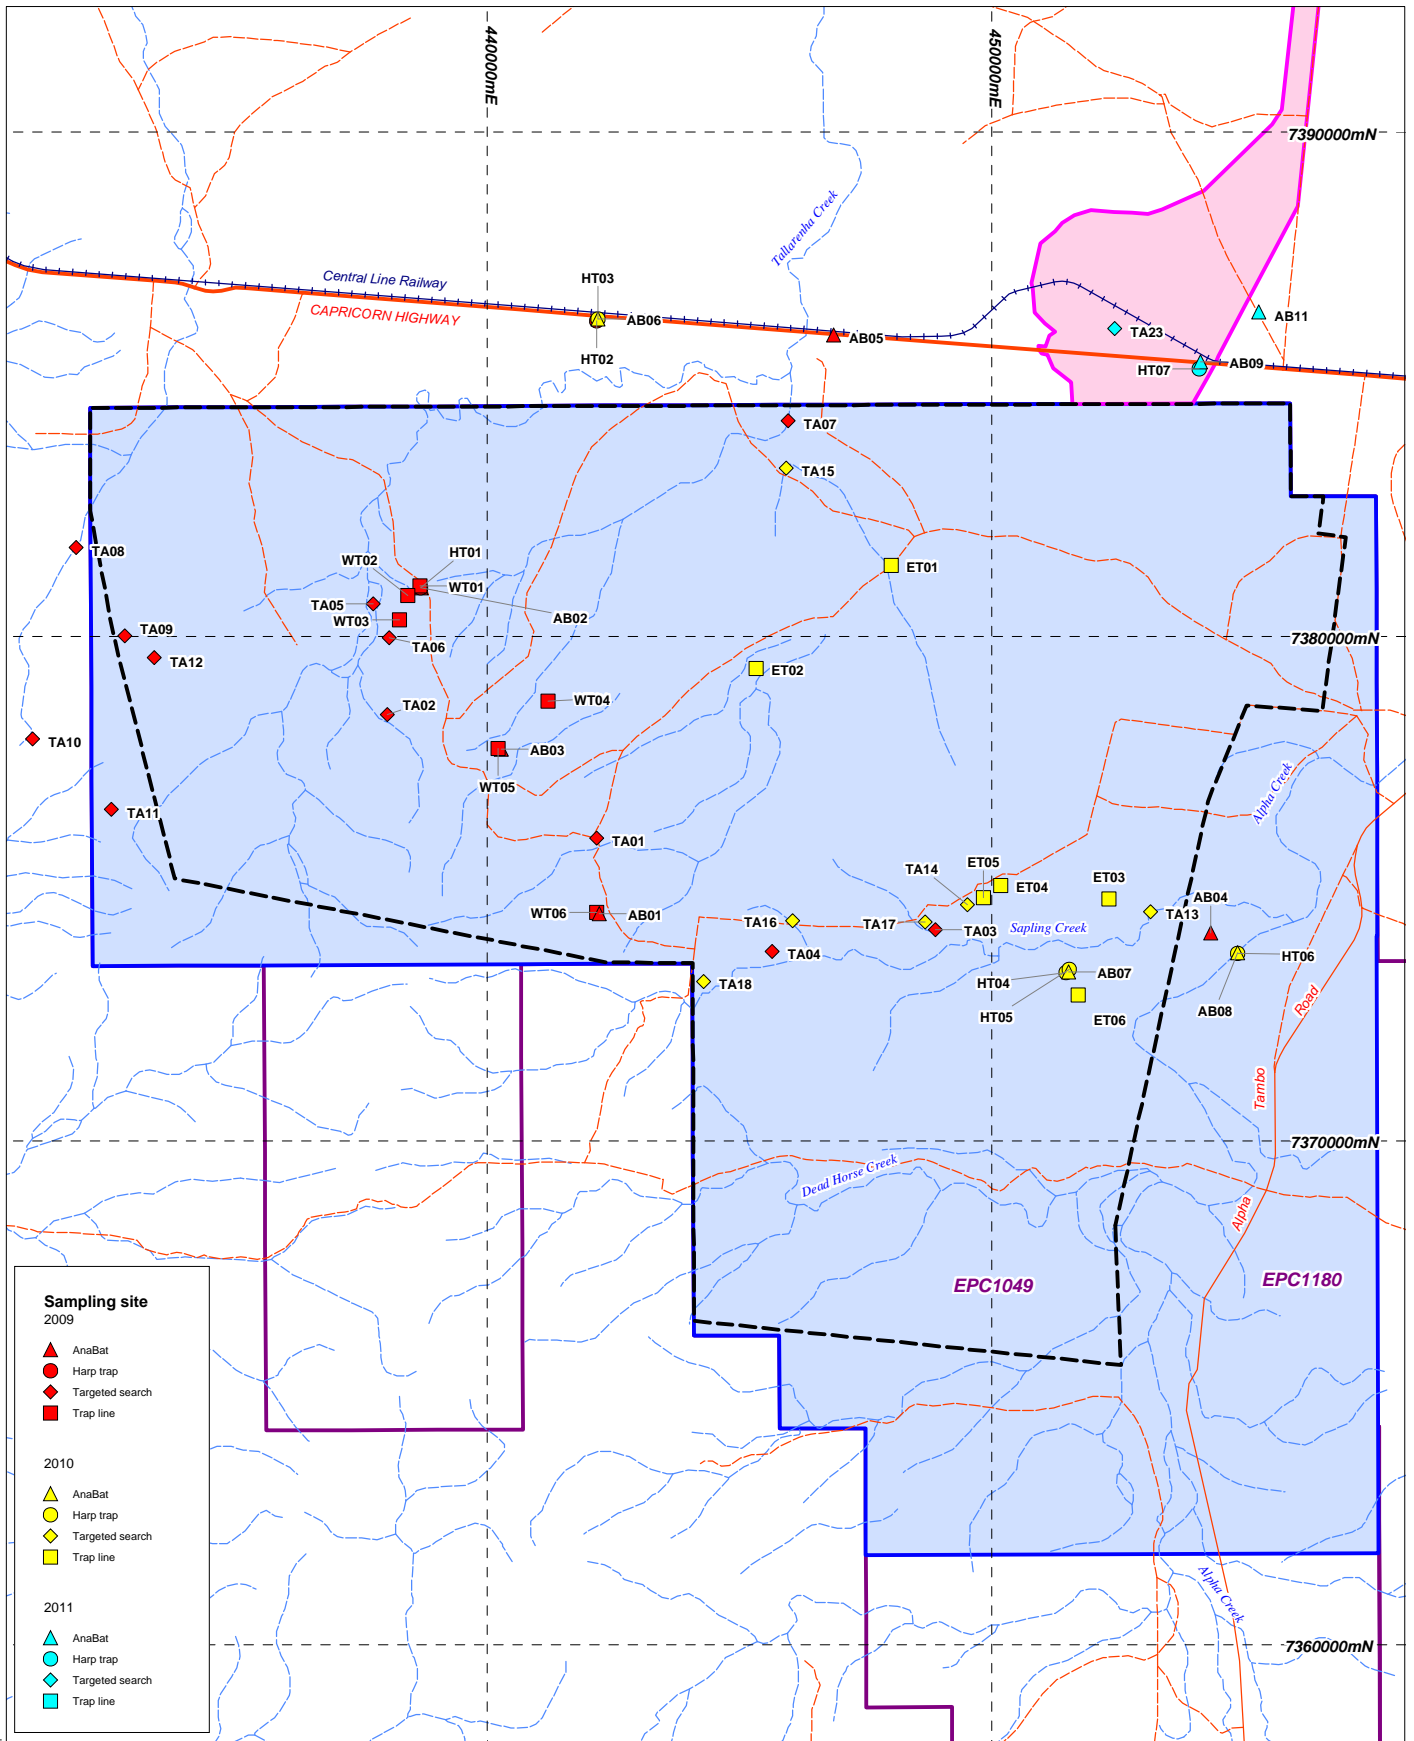 440000mE
450000mE
7390000mN
Tallarenha Creek
Central Line Railway
CAPRICORN HIGHWAY
HT03
AB06
HT02
AB05
TA23
AB11
AB09
HT07
TA07
TA15
TA08
HT01
WT02
WT01
ET01
TA05
AB02
WT03
TA09
TA06
7380000mN
TA12
ET02
WT04
TA02
TA10
AB03
WT05
Alpha Creek
TA11
TA01
ET05
TA14
ET04
ET03
AB04
WT06
AB01
TA16
TA17
TA03
Sapling Creek
TA13
TA04
HT06
TA18
HT04
AB07
HT05
AB08
ET06
Road
Tambo
7370000mN
Dead Horse Creek
Alpha
EPC1049
EPC1180
Sampling site
2009
AnaBat
Harp trap
Targeted search
Trap line
2010
AnaBat
Harp trap
Targeted search
Trap line
2011
AnaBat
Harp trap
Targeted search
Trap line
Alpha Creek
7360000mN